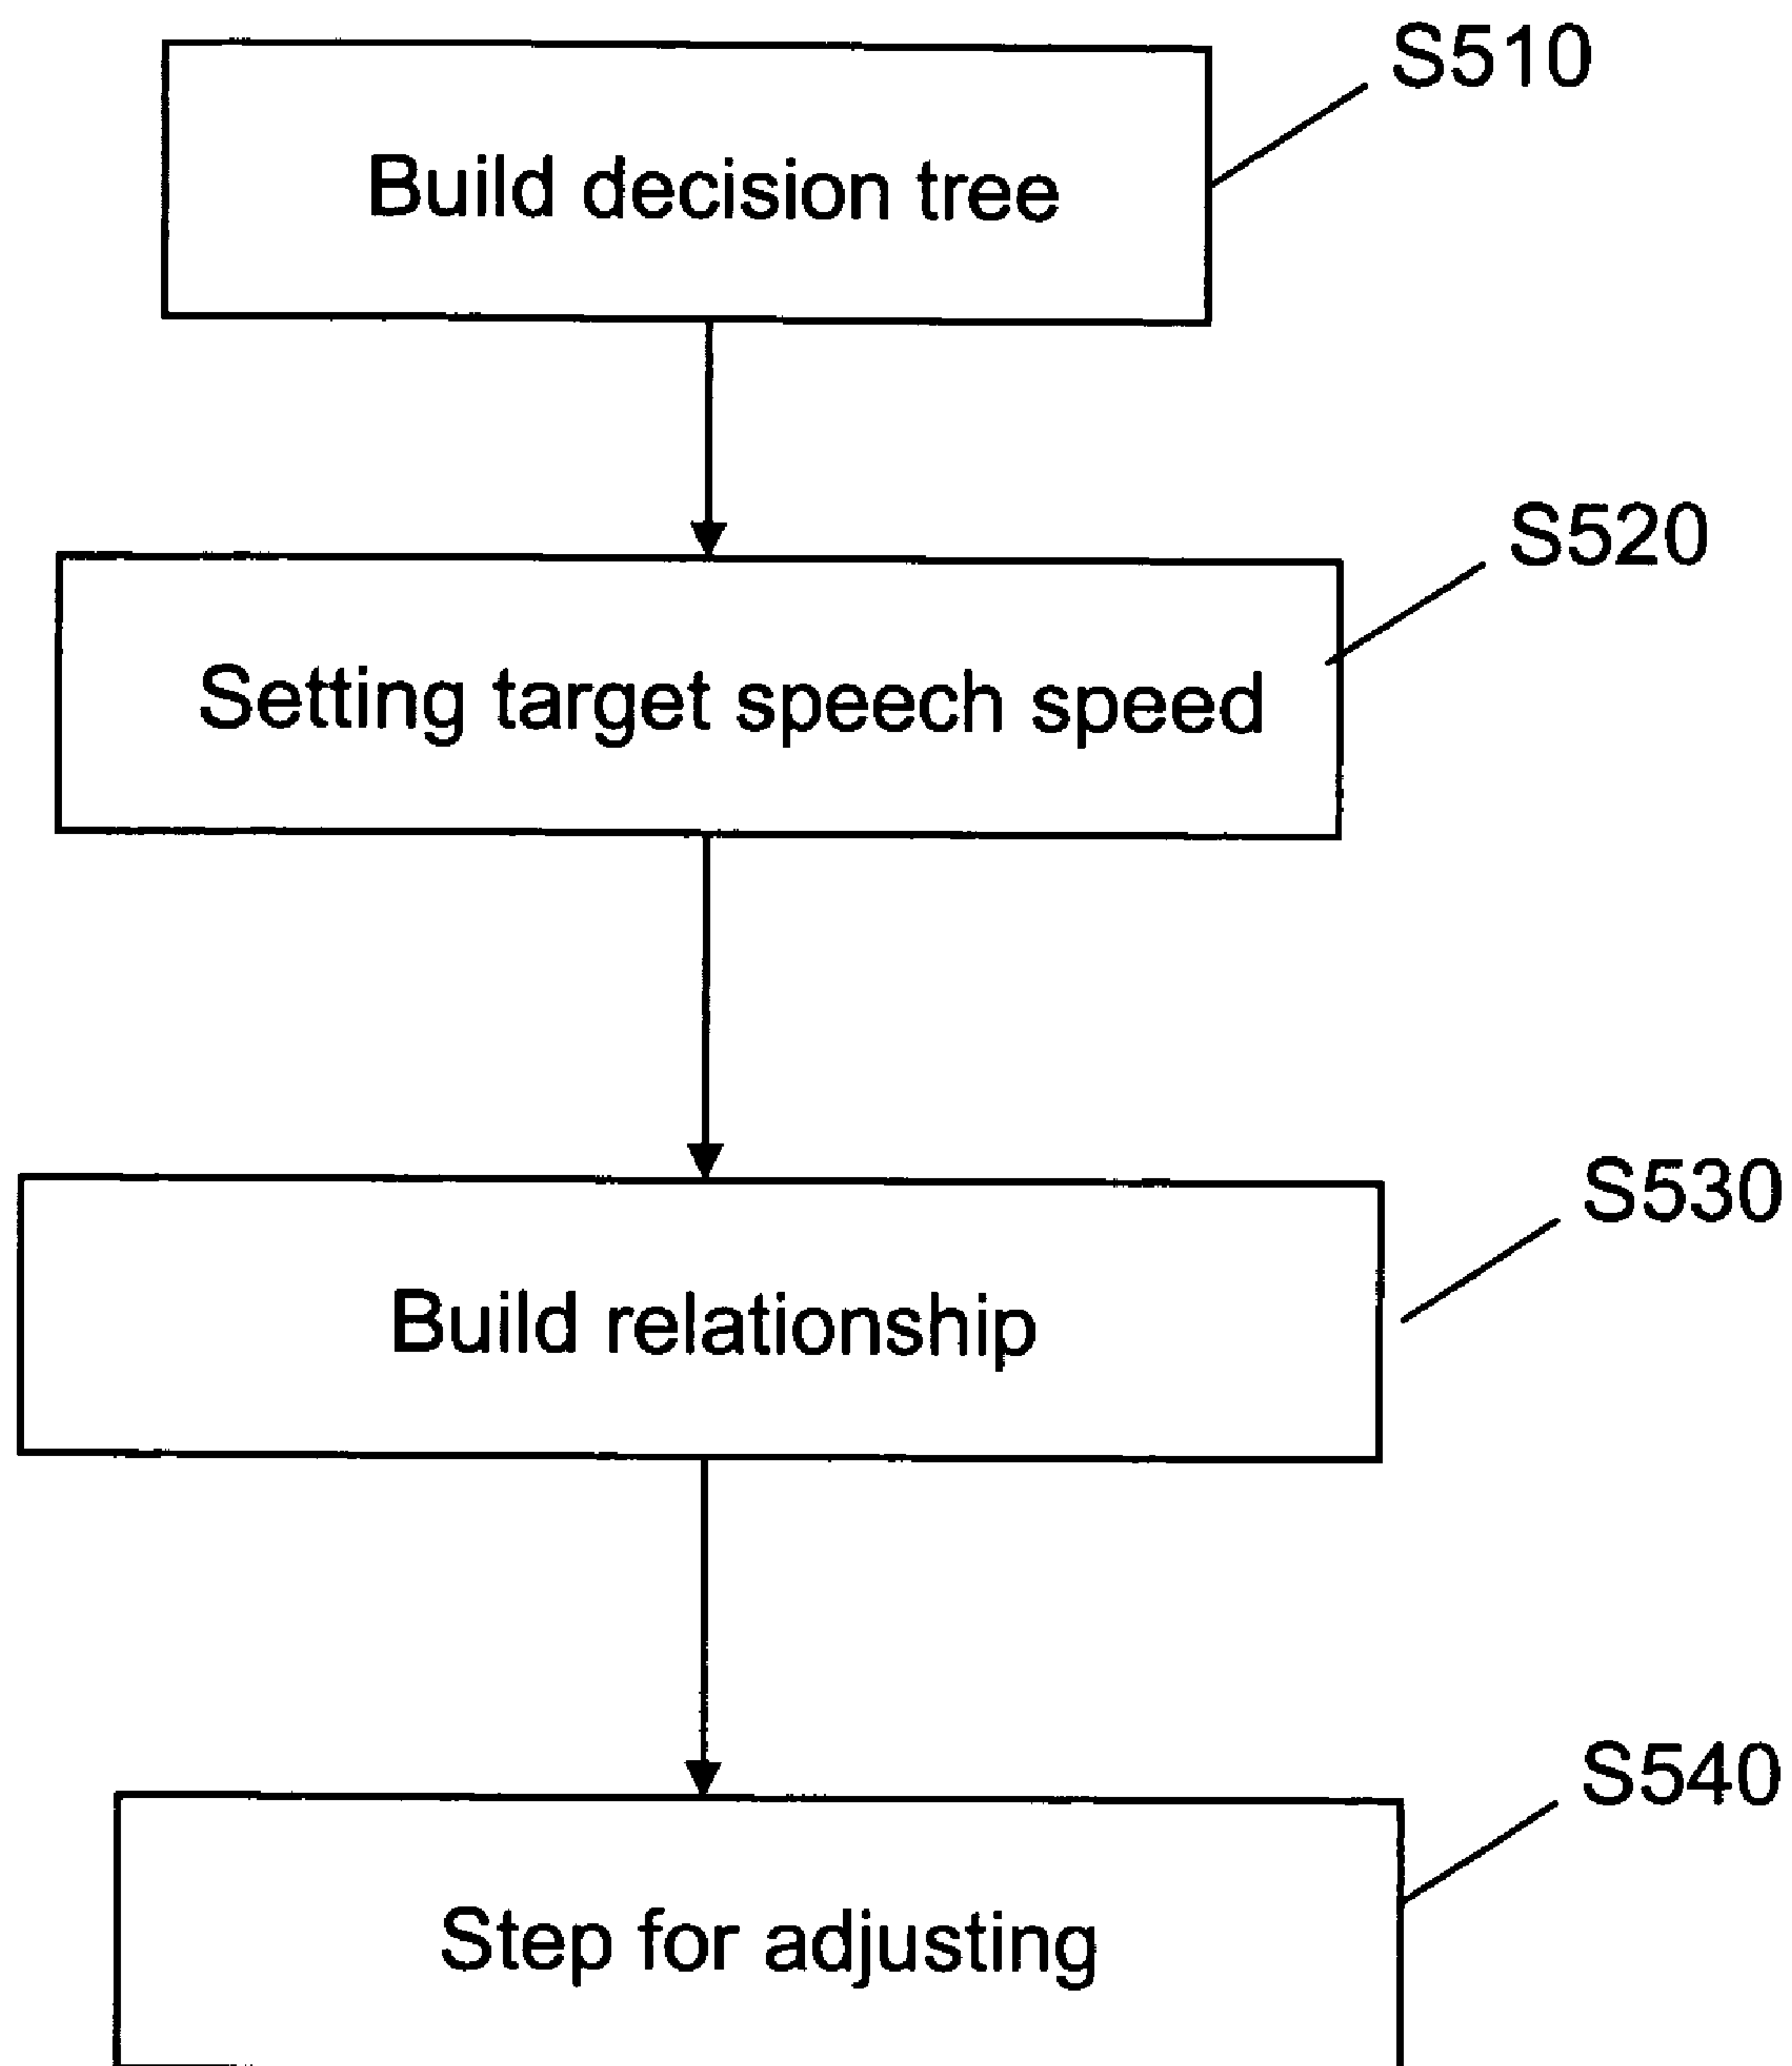 S510
Build decision tree
S520
Setting target speech speed
S530
Build relationship
S540
Step for adjusting